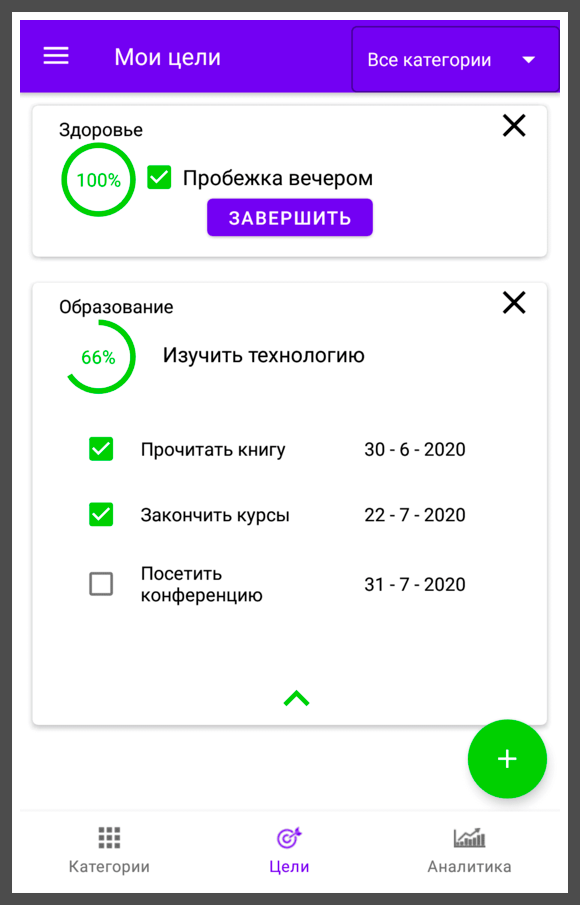 Мои цели
Все категории
Здоровье
100%
Пробежка вечером
ЗАВЕРШИТЬ
Образование
66%
Изучить технологию
Прочитать книгу 30 - 6 - 2020
Закончить курсы 22 - 7 - 2020
Посетить
конференцию
31 - 7 - 2020
Категории
Цели
Аналитика